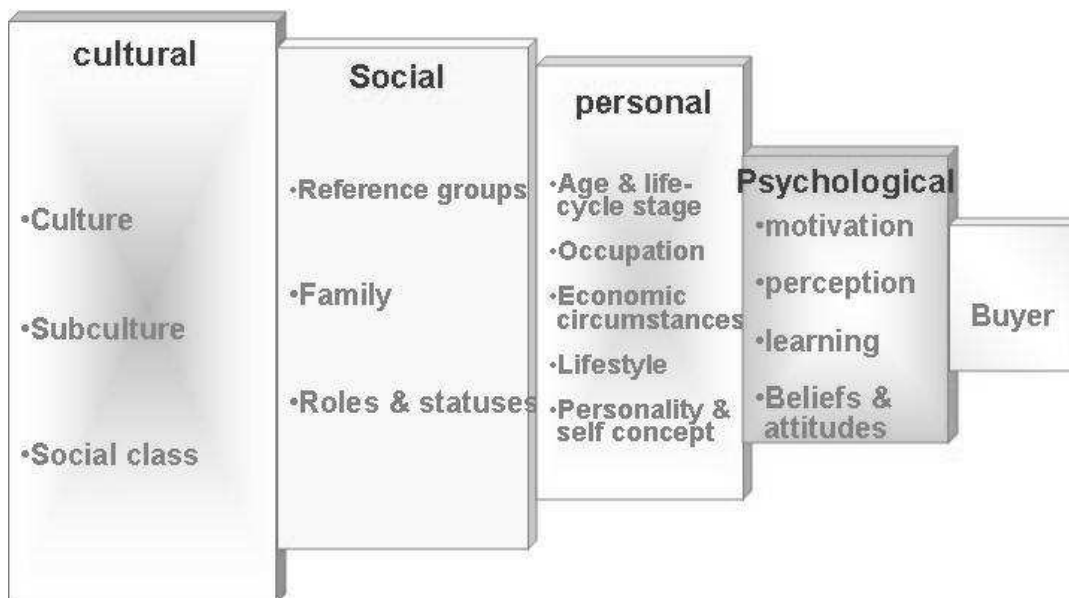 cultural
•Culture
•Subculture
•Social class
Social
•Reference groups
•Family
•Roles & statuses
personal
•Age & life-
cycle stage
•Occupation
•Economic
circumstances
•Lifestyle
•Personality &
self concept
Psychological
•motivation
•perception
•learning
•Beliefs &
attitudes
Buyer